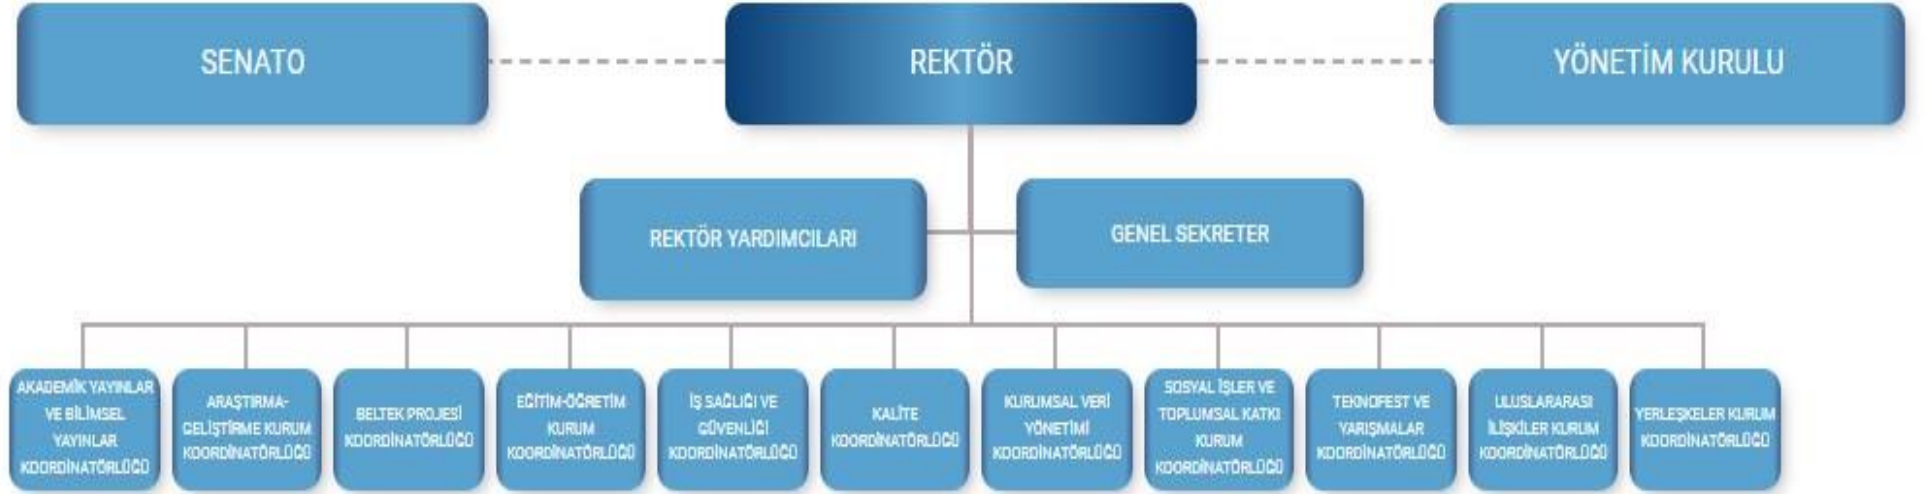 SENATO
REKTÖR
YÖNETİM KURULU
REKTÖR YARDIMCILARI
GENEL SEKRETER
AKADEMİK YAYINLAR
VE BİLİMSEL
YAYINLAR
KOORDİNATÖRLÜĞÜ
ARAŞTIRMA-
GELİŞTİRME KURUM
KOORDİNATÖRLÜĞÜ
BELTEK PROJESİ
KOORDİNATÖRLÜĞÜ
EĞİTİM-ÖĞRETİM
KURUM
KOORDİNATÖRLÜĞÜ
İŞ SAĞLIĞI VE
GÜVENLİĞİ
KOORDİNATÖRLÜĞÜ
KALİTE
KOORDİNATÖRLÜĞÜ
KURUMSAL VERİ
YÖNETİMİ
KOORDİNATÖRLÜĞÜ
SOSYAL İŞLER VE
TOPLUMSAL KATKI
KURUM
KOORDİNATÖRLÜĞÜ
TEKNOFEST VE
YARIŞMALAR
KOORDİNATÖRLÜĞÜ
ULUSLARARASI
İLİŞKİLER KURUM
KOORDİNATÖRLÜĞÜ
YERLEŞKELER KURUM
KOORDİNATÖRLÜĞÜ